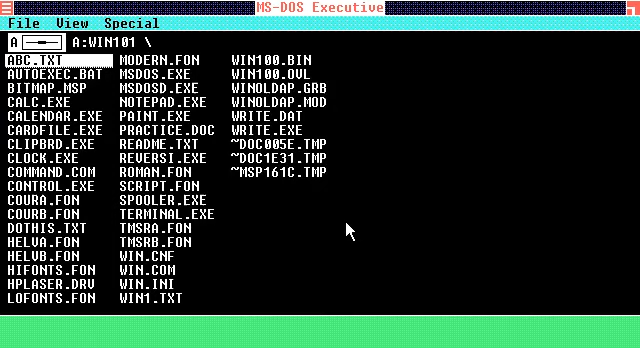 MS-DOS Executive
File View Special
A A:WIN101 \
ABC.TXT MODERN.FON WIN100.BIN
AUTOEXEC.BAT MSDOS.EXE WIN100.OVL
BITMAP.MSP MSDOSD.EXE WINOLDAP.GRB
CALC.EXE NOTEPAD.EXE WINOLDAP.MOD
CALENDAR.EXE PAINT.EXE WRITE.DAT
CARDFILE.EXE PRACTICE.DOC WRITE.EXE
CLIPBRD.EXE README.TXT ~DOC005E.TMP
CLOCK.EXE REVERSI.EXE ~DOC1E31.TMP
COMMAND.COM ROMAN.FON ~MSP161C.TMP
CONTROL.EXE SCRIPT.FON
COURA.FON SPOOLER.EXE
COURB.FON TERMINAL.EXE
DOTHIS.TXT TMSRA.FON
HELVA.FON TMSRB.FON
HELVB.FON WIN.CNF
HIFONTS.FON WIN.COM
HPLASER.DRV WIN.INI
LOFONTS.FON WIN1.TXT